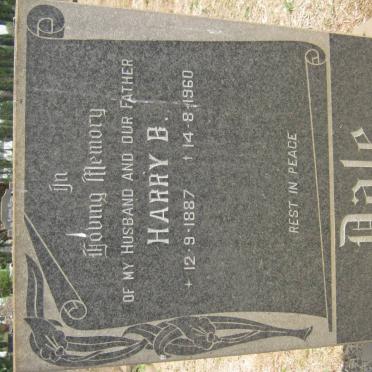 In
Loving Memory
OF MY HUSBAND AND OUR FATHER
HARRY B.
+ 12-9-1887 † 14-8-1960
REST IN PEACE
Dale